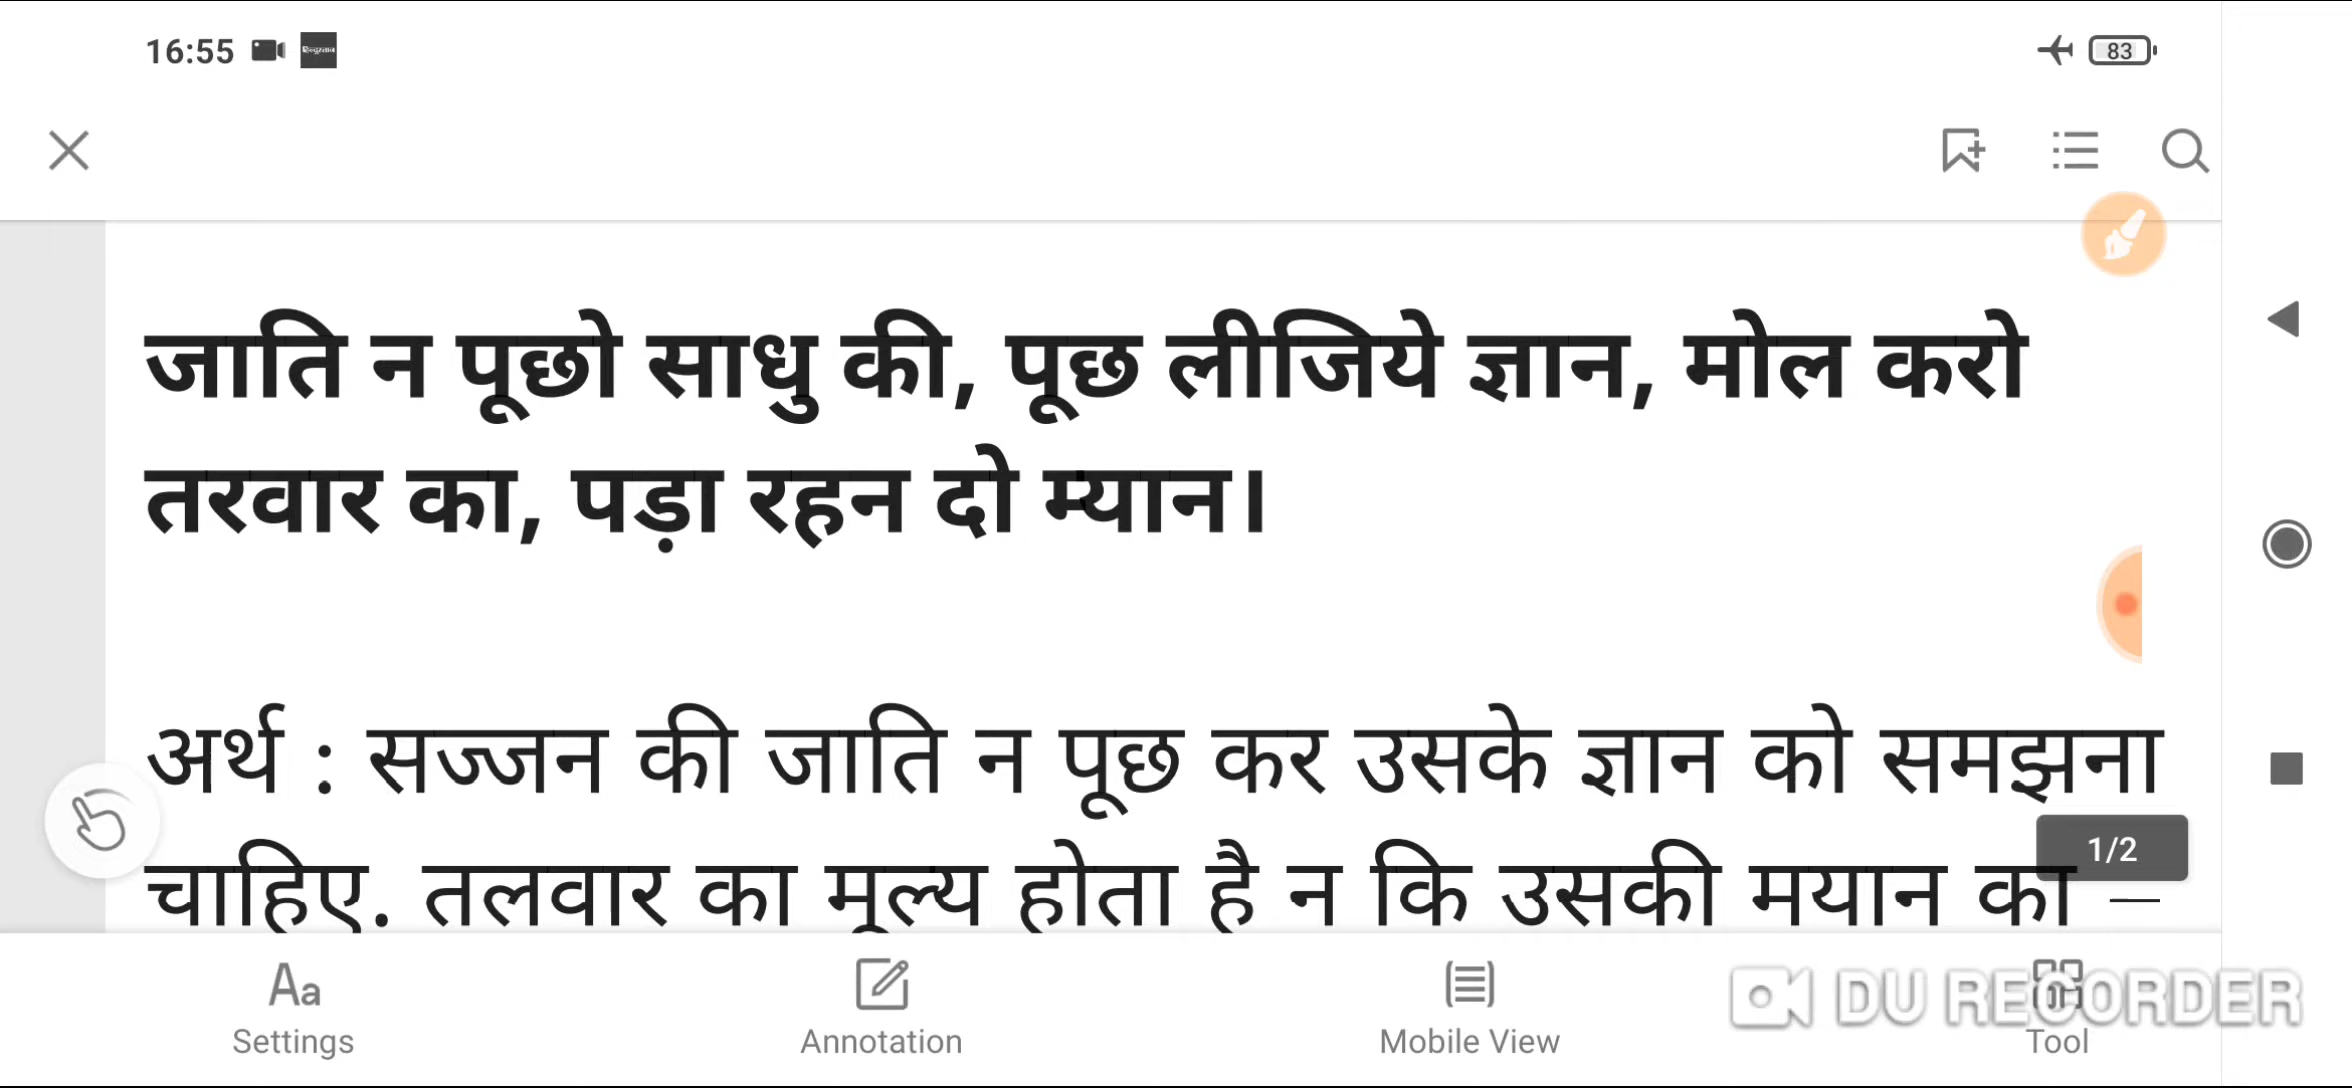 16:55
83
जाति न पूछो साधु की, पूछ लीजिये ज्ञान, मोल करो
तरवार का, पड़ा रहन दो म्यान।
अर्थ : सज्जन की जाति न पूछ कर उसके ज्ञान को समझना
चाहिए. तलवार का मूल्य होता है न कि उसकी मयान का —
1/2
Aa
Settings
Annotation
Mobile View
Tool
DU RECORDER